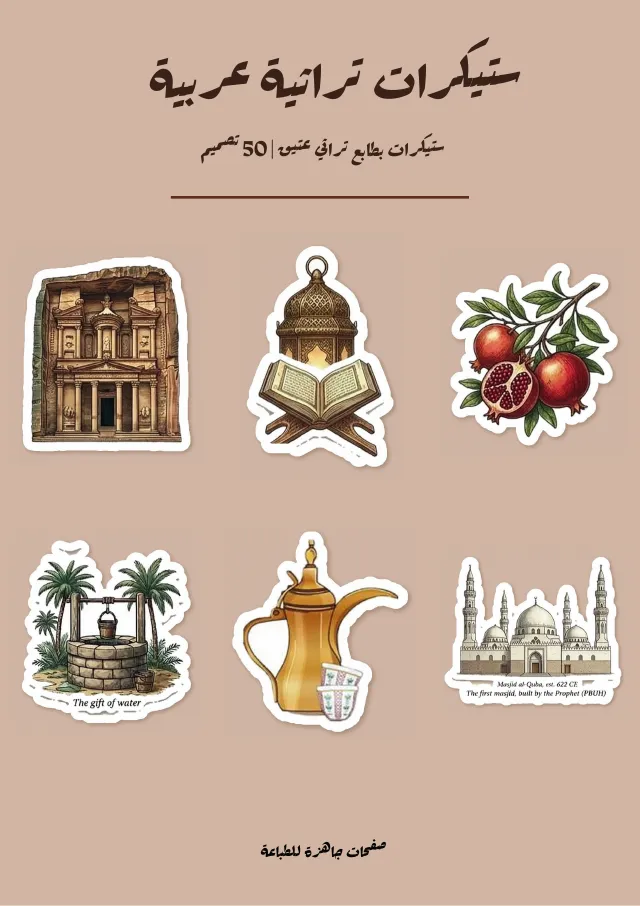 ستيكرات تراثية عربية
ستيكرات بطابع تراثي عتيق | 50 تصميم
The gift of water
Masjid al-Quba, est. 622 CE
The first masjid, built by the Prophet (PBUH)
صفحات جاهزة للطباعة